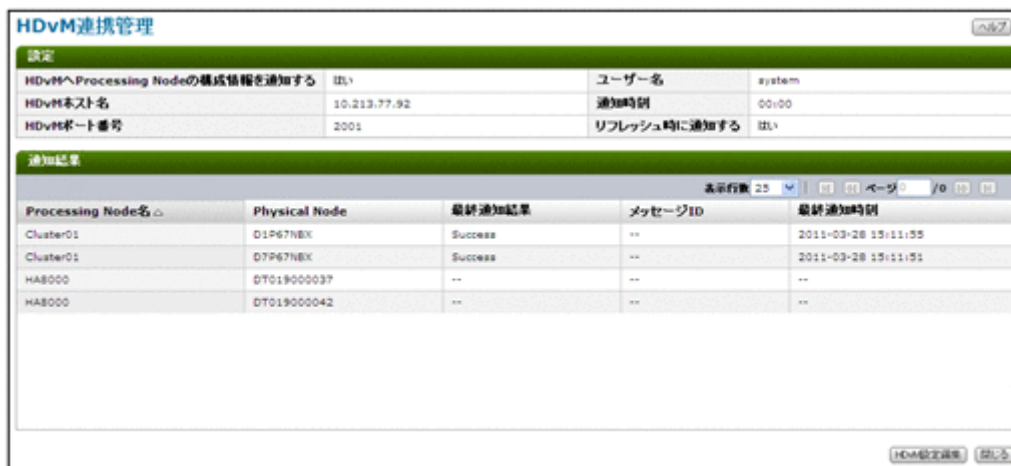 HDvM連携管理
ヘルプ
設定
HDvMへProcessing Nodeの構成情報を通知する はい ユーザー名 system
HDvMホスト名 10.213.77.92 通知時刻 00:00
HDvMポート番号 2001 リフレッシュ時に通知する はい
通知結果
表示行数 25 ページ 0 /0
Processing Node名 Physical Node 最終通知結果 メッセージID 最終通知時刻
Cluster01 D1P67NBX Success -- 2011-03-28 15:11:55
Cluster01 D7P67NBX Success -- 2011-03-28 15:11:51
HA8000 DT019000037 -- -- --
HA8000 DT019000042 -- -- --
HDvM設定編集 閉じる